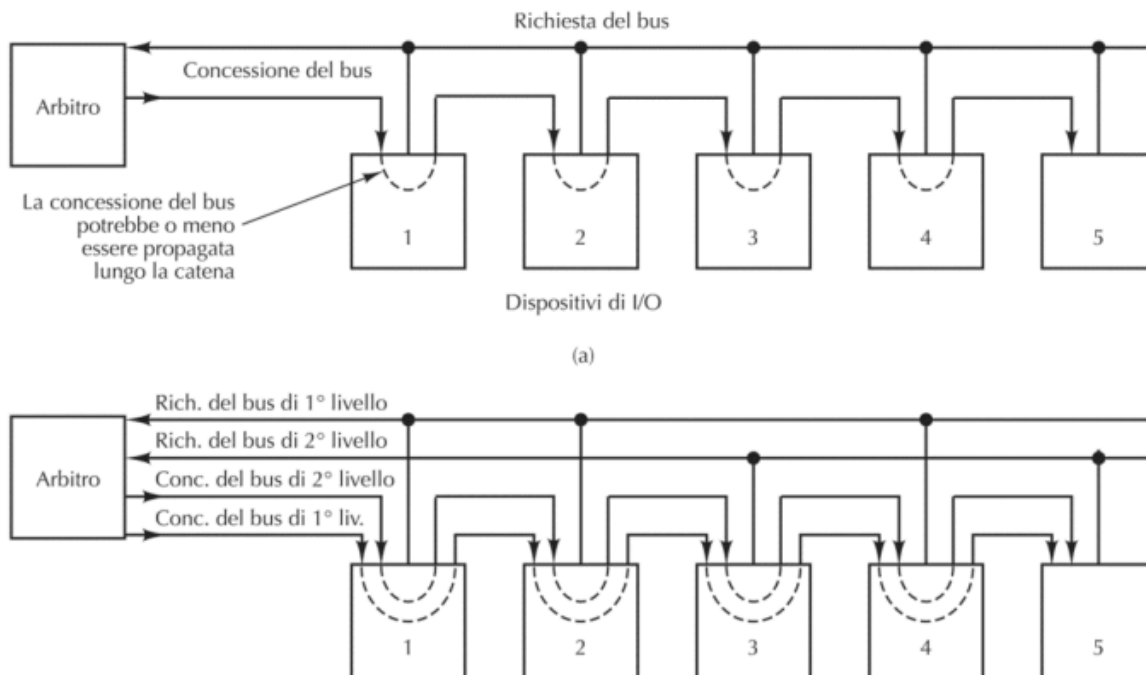 Richiesta del bus
Concessione del bus
Arbitro
La concessione del bus
potrebbe o meno
essere propagata
lungo la catena
1
2
3
4
5
Dispositivi di I/O
(a)
Rich. del bus di 1° livello
Rich. del bus di 2° livello
Arbitro
Conc. del bus di 2° livello
Conc. del bus di 1° liv.
1
2
3
4
5